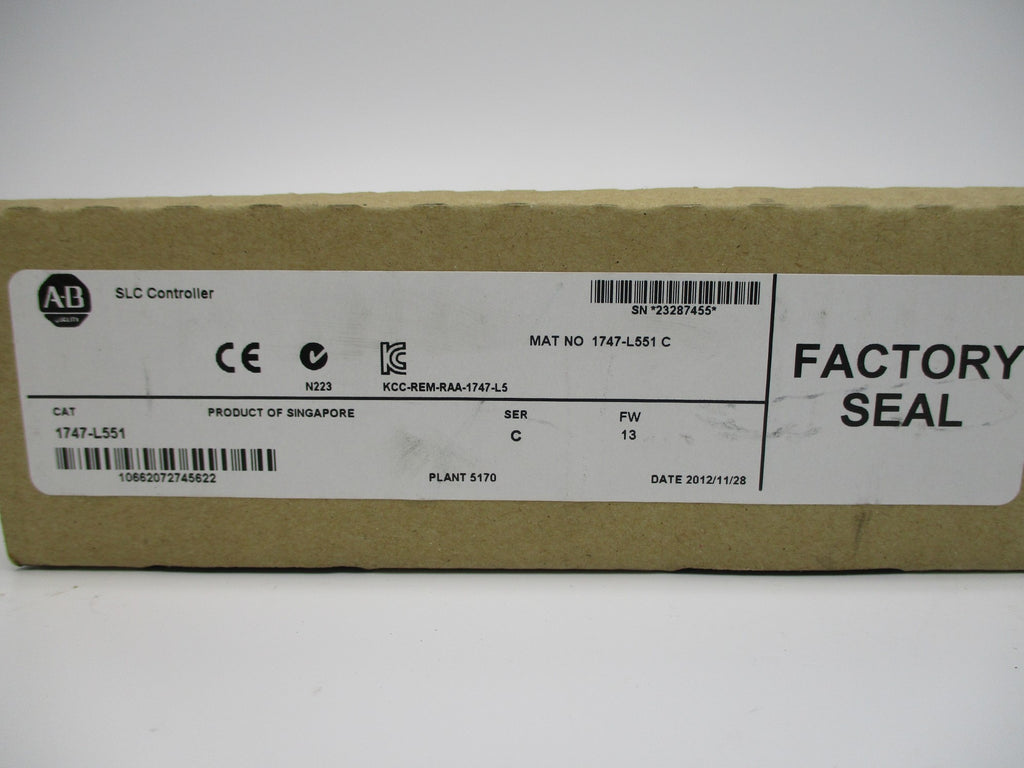 A·B
QUALITY
SLC Controller
SN *23287455*
MAT NO 1747-L551 C
N223
KCC-REM-RAA-1747-L5
CAT
1747-L551
10662072745622
PRODUCT OF SINGAPORE
SER
C
FW
13
PLANT 5170
DATE 2012/11/28
FACTORY
SEAL